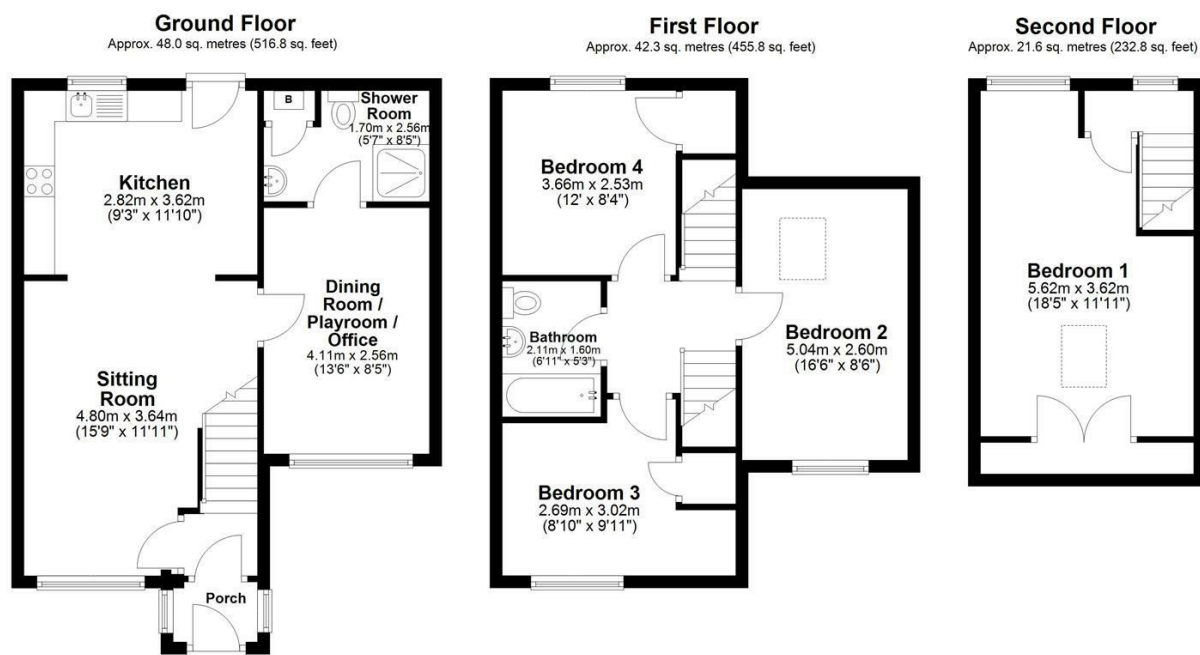 Ground Floor
Approx. 48.0 sq. metres (516.8 sq. feet)
B
Shower
Room
1.70m x 2.56m
(5'7" x 8'5")
Kitchen
2.82m x 3.62m
(9'3" x 11'10")
Dining
Room /
Playroom /
Office
4.11m x 2.56m
(13'6" x 8'5")
Sitting
Room
4.80m x 3.64m
(15'9" x 11'11")
Porch
First Floor
Approx. 42.3 sq. metres (455.8 sq. feet)
Bedroom 4
3.66m x 2.53m
(12' x 8'4")
Bathroom
2.11m x 1.60m
(6'11" x 5'3")
Bedroom 2
5.04m x 2.60m
(16'6" x 8'6")
Bedroom 3
2.69m x 3.02m
(8'10" x 9'11")
Second Floor
Approx. 21.6 sq. metres (232.8 sq. feet)
Bedroom 1
5.62m x 3.62m
(18'5" x 11'11")